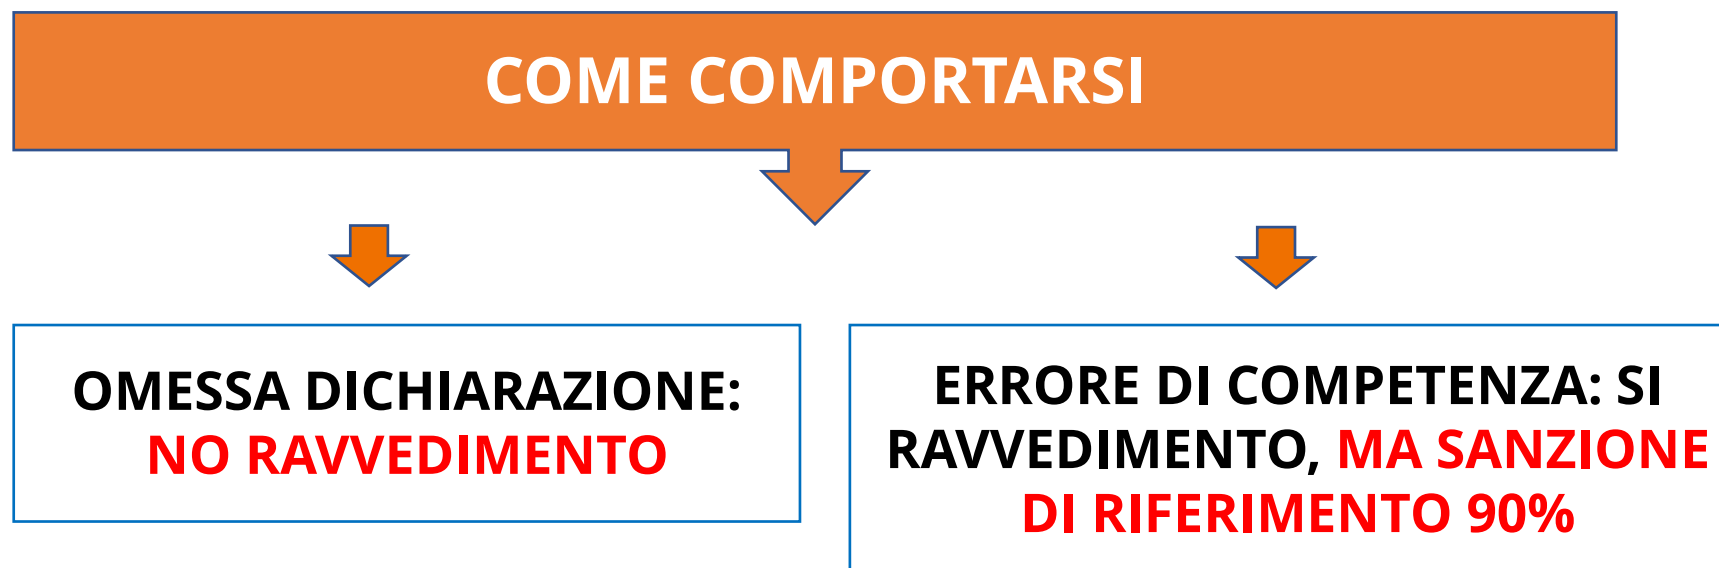 COME COMPORTARSI
OMESSA DICHIARAZIONE:
NO RAVVEDIMENTO
ERRORE DI COMPETENZA: SI
RAVVEDIMENTO, MA SANZIONE
DI RIFERIMENTO 90%